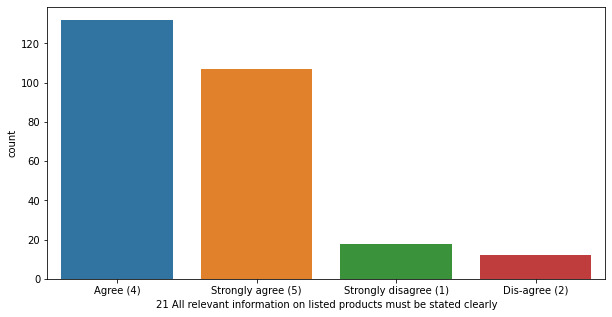 120
100
80
60
40
20
0
count
Agree (4) Strongly agree (5) Strongly disagree (1) Dis-agree (2)
21 All relevant information on listed products must be stated clearly